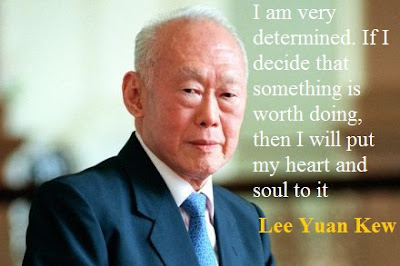 I am very
determined. If I
decide that
something is
worth doing,
then I will put
my heart and
soul to it
Lee Yuan Kew